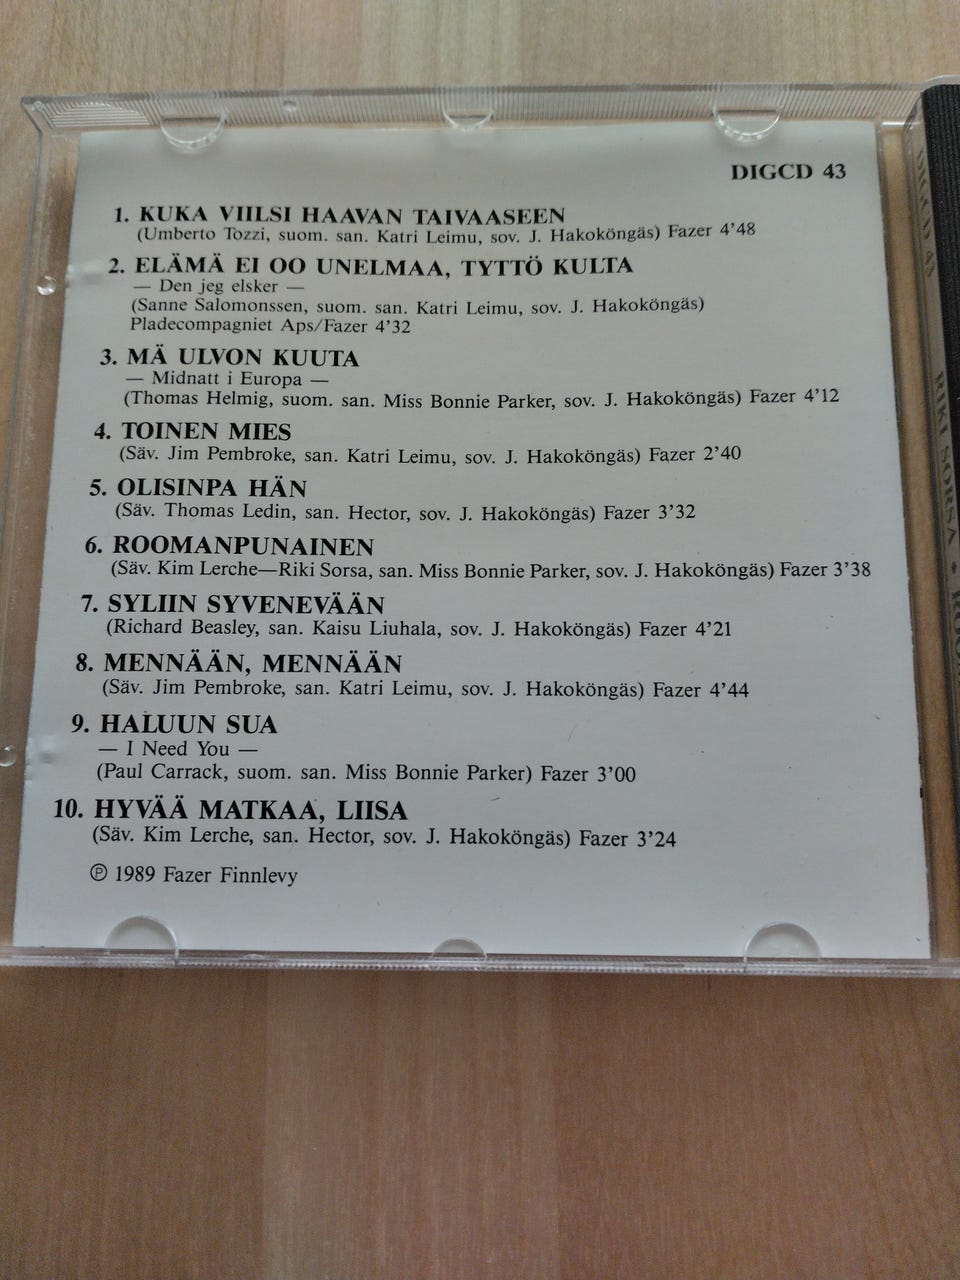 DIGCD 43
1. KUKA VIILSI HAAVAN TAIVAASEEN
(Umberto Tozzi, suom. san. Katri Leimu, sov. J. Hakoköngäs) Fazer 4'48
2. ELÄMÄ EI OO UNELMAA, TYTTÖ KULTA
— Den jeg elsker —
(Sanne Salomonssen, suom. san. Katri Leimu, sov. J. Hakoköngäs)
Pladecompagniet Aps/Fazer 4'32
3. MÄ ULVON KUUTA
— Midnatt i Europa —
(Thomas Helmig, suom. san. Miss Bonnie Parker, sov. J. Hakoköngäs) Fazer 4'12
4. TOINEN MIES
(Säv. Jim Pembroke, san. Katri Leimu, sov. J. Hakoköngäs) Fazer 2'40
5. OLISINPA HÄN
(Säv. Thomas Ledin, san. Hector, sov. J. Hakoköngäs) Fazer 3'32
6. ROOMANPUNAINEN
(Säv. Kim Lerche—Riki Sorsa, san. Miss Bonnie Parker, sov. J. Hakoköngäs) Fazer 3'38
7. SYLIIN SYVENEVÄÄN
(Richard Beasley, san. Kaisu Liuhala, sov. J. Hakoköngäs) Fazer 4'21
8. MENNÄÄN, MENNÄÄN
(Säv. Jim Pembroke, san. Katri Leimu, sov. J. Hakoköngäs) Fazer 4'44
9. HALUUN SUA
— I Need You —
(Paul Carrack, suom. san. Miss Bonnie Parker) Fazer 3'00
10. HYVÄÄ MATKAA, LIISA
(Säv. Kim Lerche, san. Hector, sov. J. Hakoköngäs) Fazer 3'24
℗ 1989 Fazer Finnlevy
DIGCD 43 RIKI SORSA •